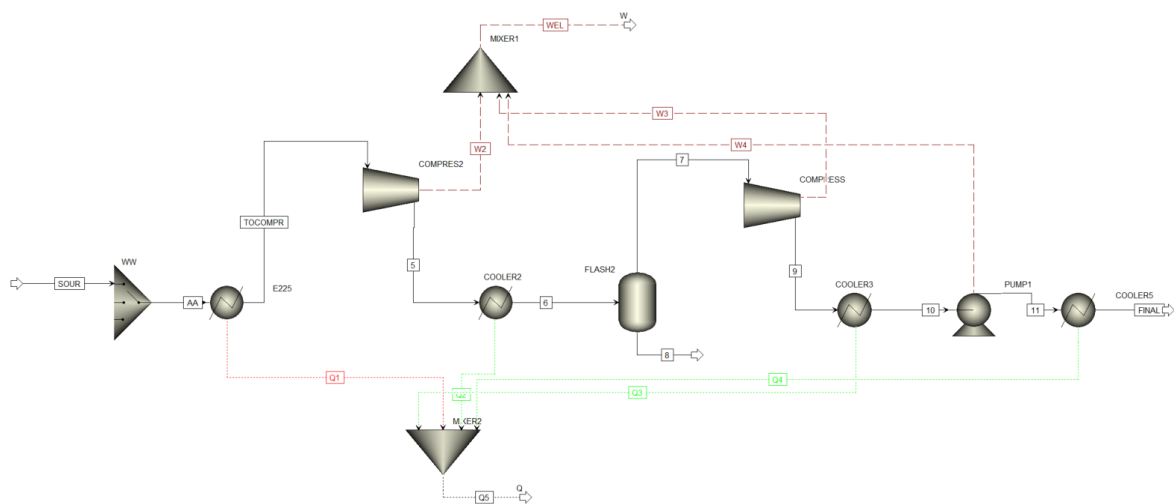 W
WEL
MIXER1
W3
W4
W2
7
COMPRES2
COMPRESS
TOCOMPR
WW
5
COOLER2
FLASH2
9
COOLER3
PUMP1
COOLER5
SOUR
E225
AA
6
10
11
FINAL
8
Q1
Q4
Q3
MIXER2
Q
Q5